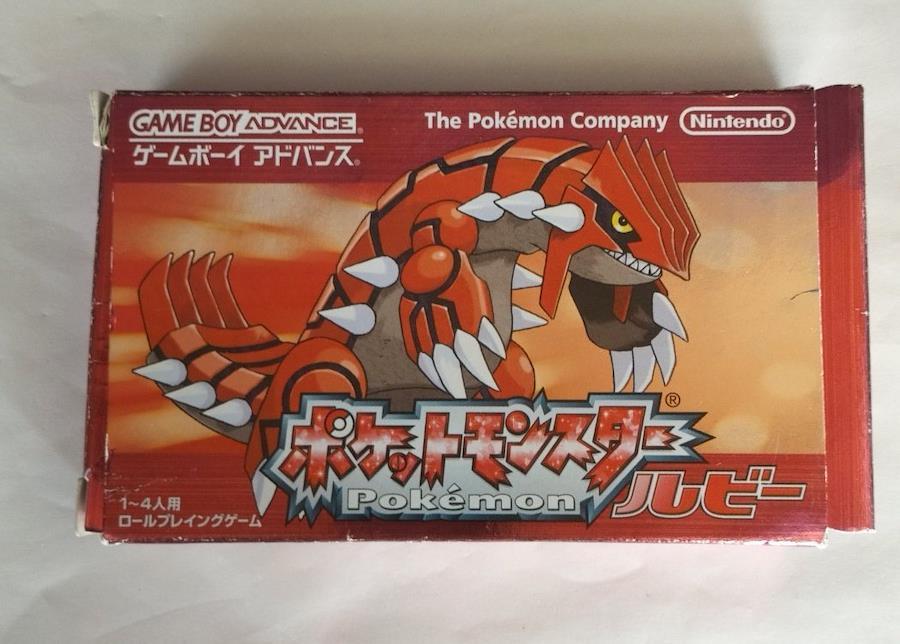 GAME BOY ADVANCE®
ゲームボーイ アドバンス®
The Pokémon Company
Nintendo®
ポケットモンスター®
Pokémon
ルビー
1~4人用
ロールプレイングゲーム